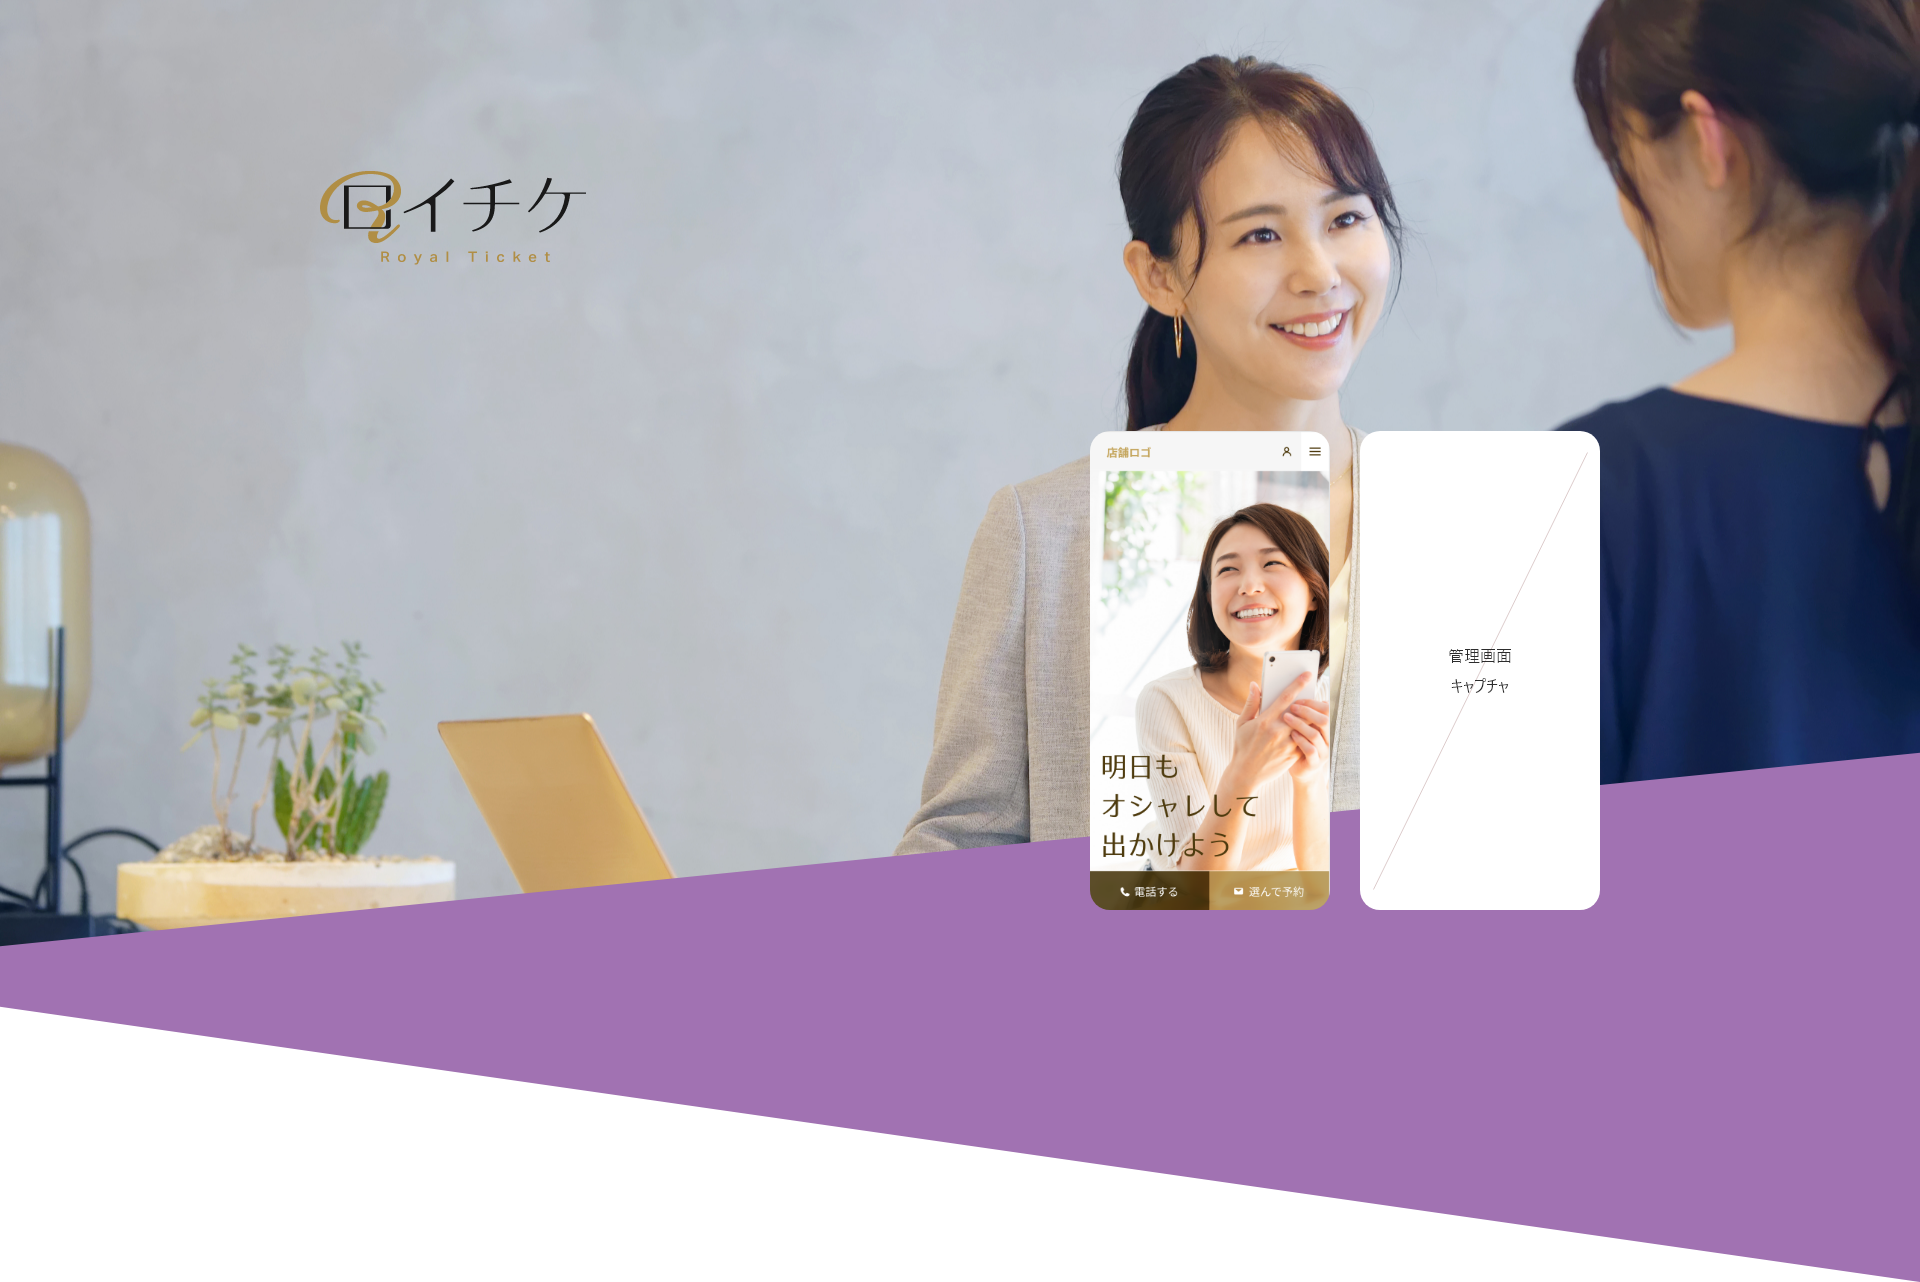 ロイチケ
Royal Ticket
店舗ロゴ
明日も
オシャレして
出かけよう
電話する
選んで予約
管理画面
キャプチャ